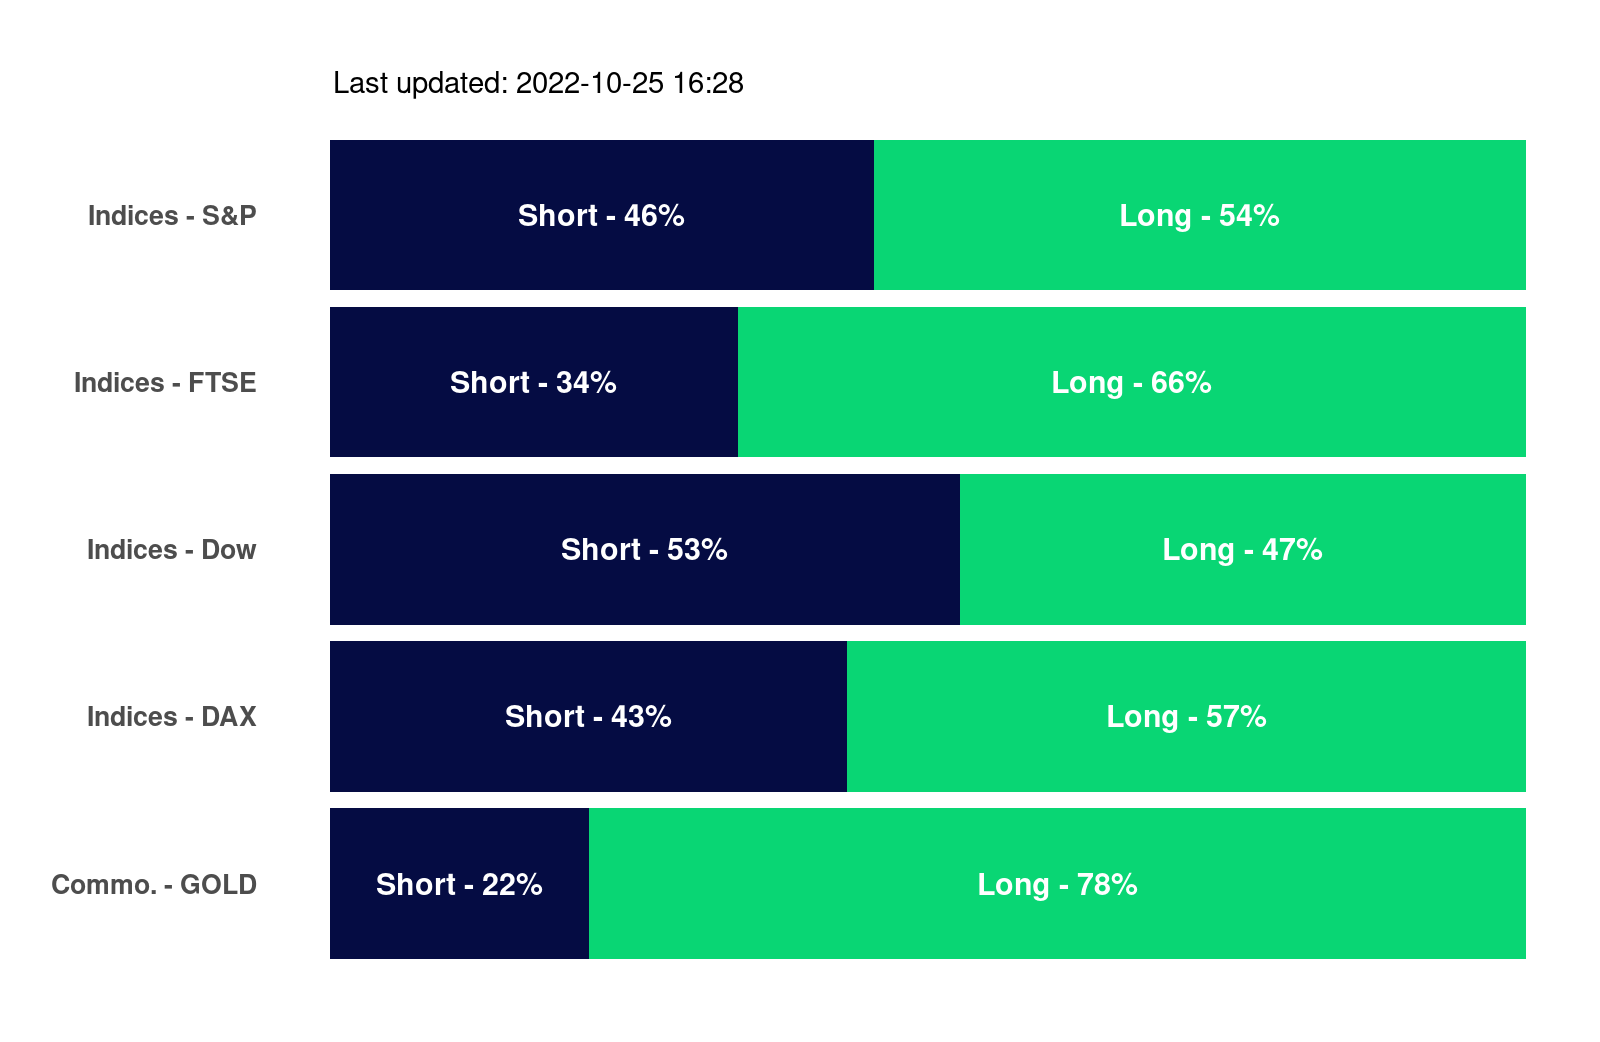 Last updated: 2022-10-25 16:28
Indices - S&P Short - 46% Long - 54%
Indices - FTSE Short - 34% Long - 66%
Indices - Dow Short - 53% Long - 47%
Indices - DAX Short - 43% Long - 57%
Commo. - GOLD Short - 22% Long - 78%